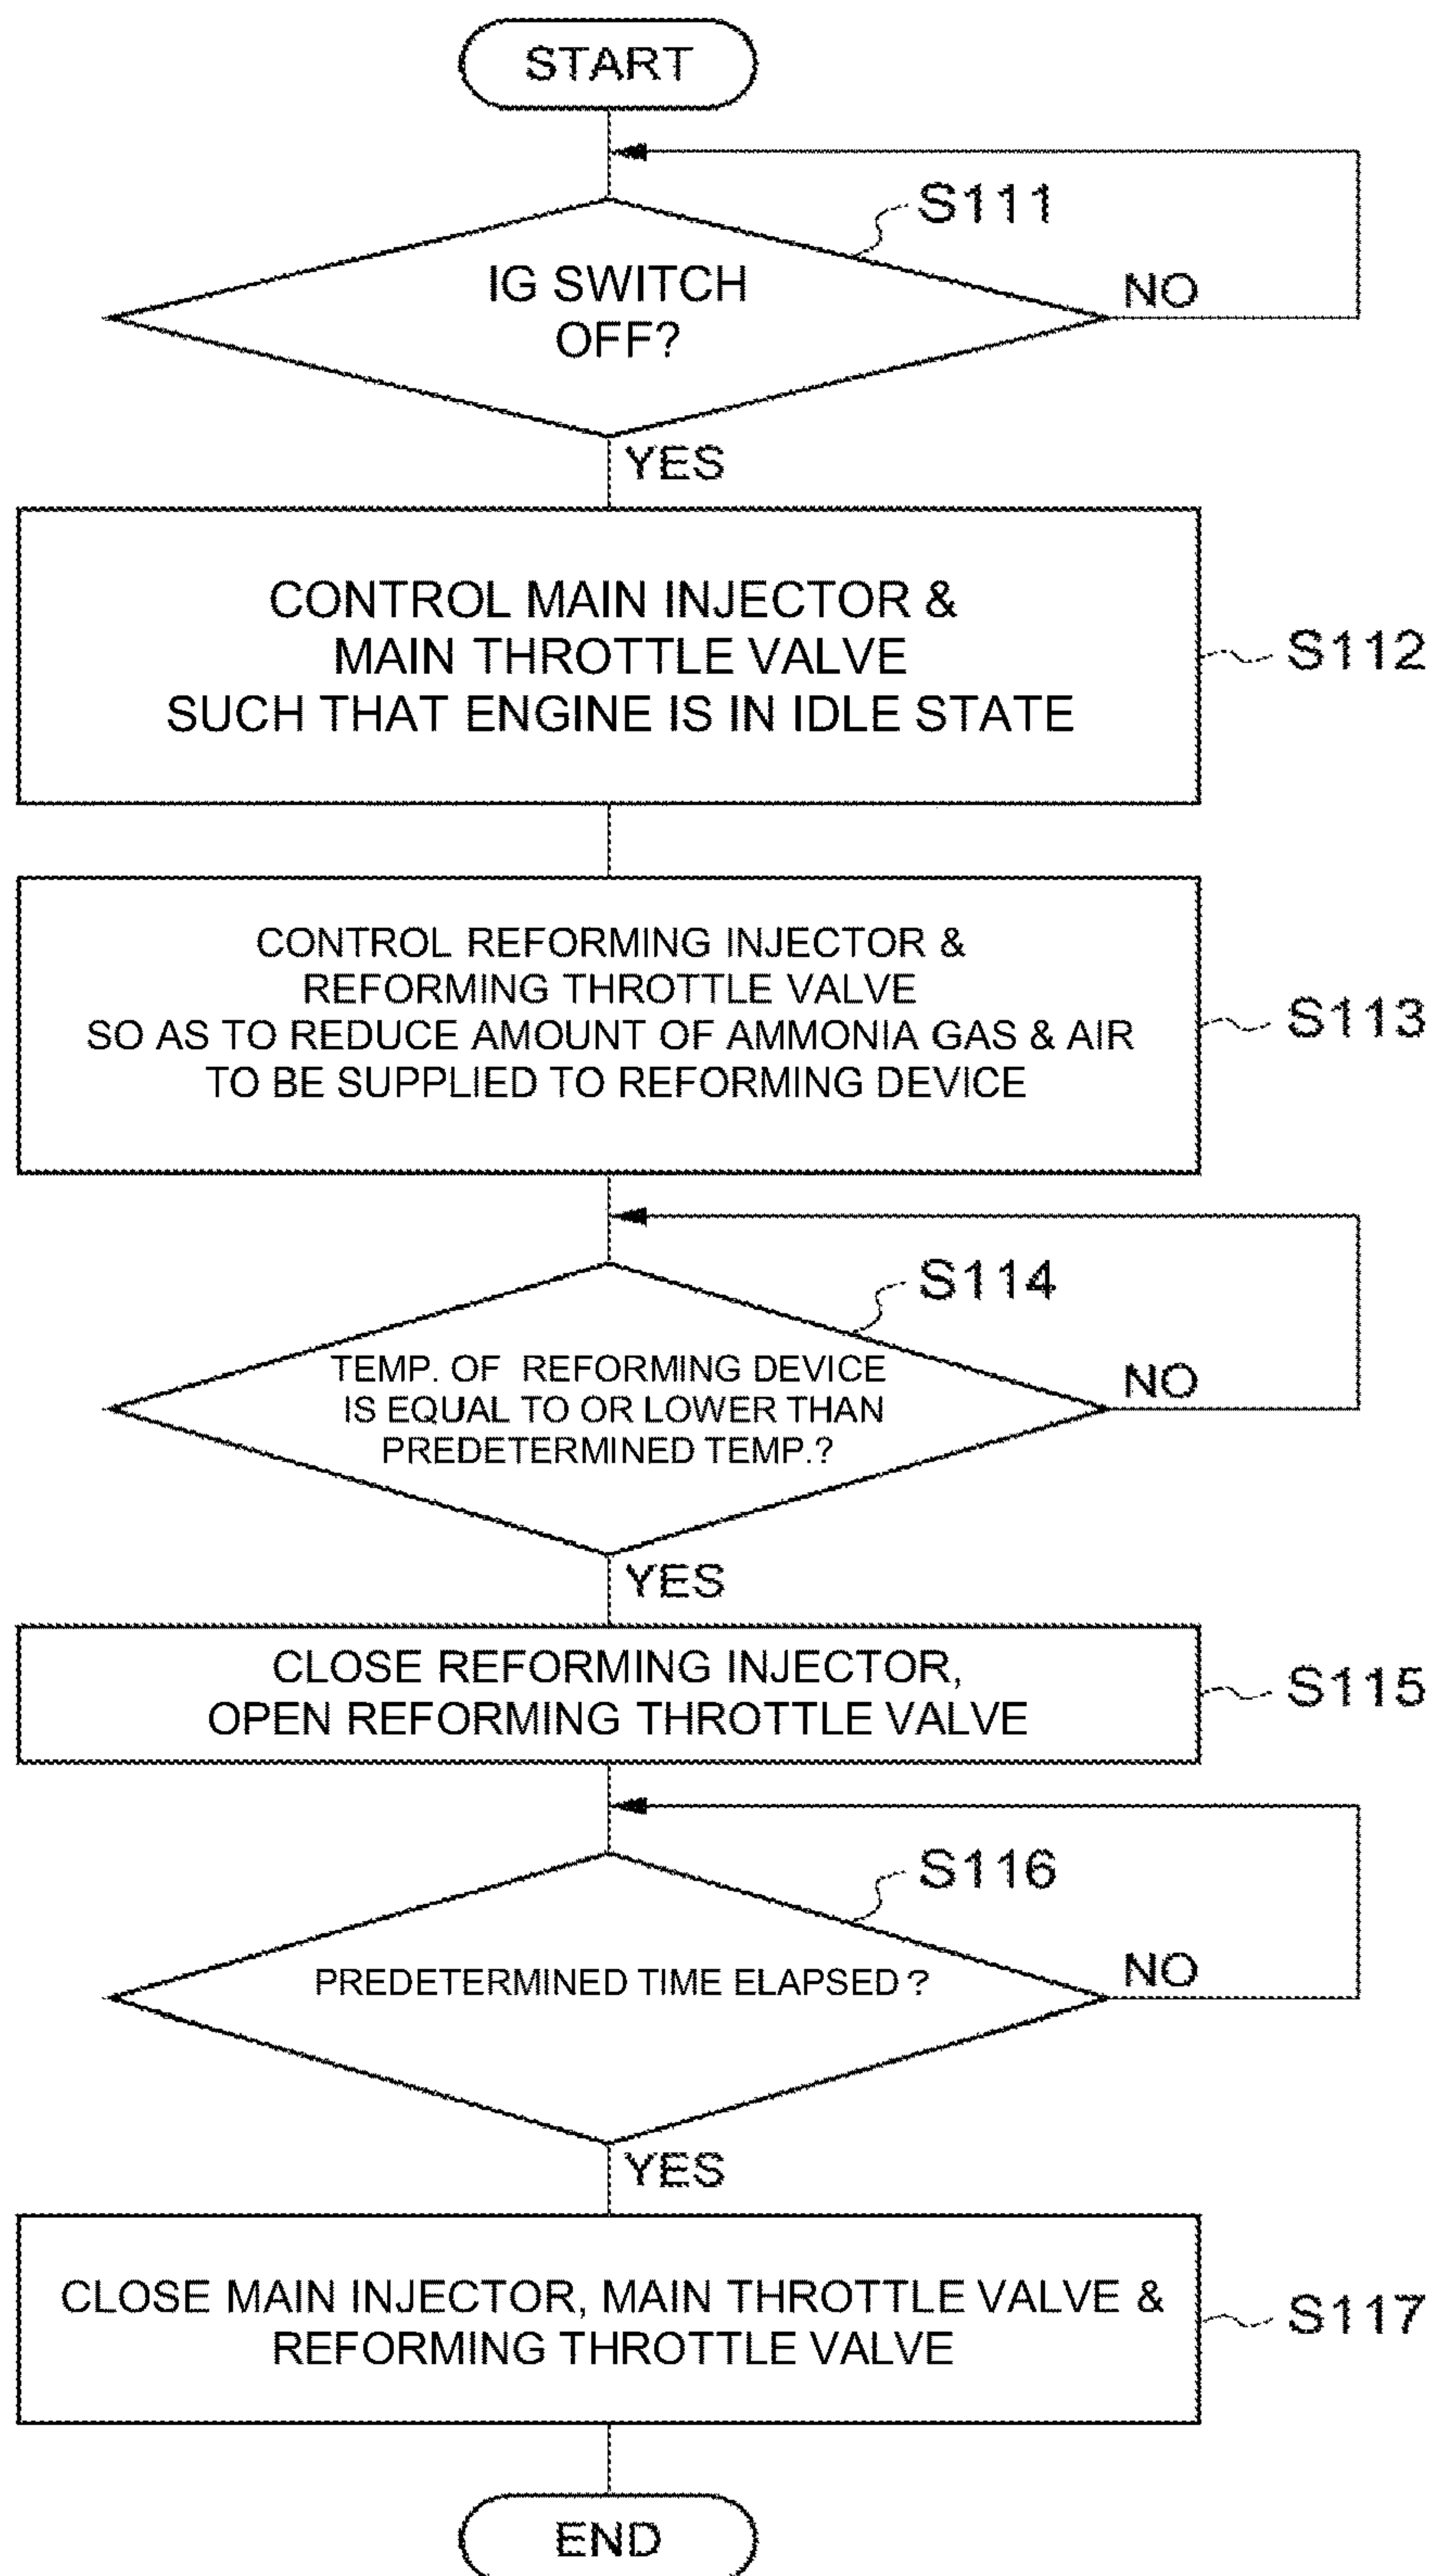 START
S111
IG SWITCH
OFF?
NO
YES
CONTROL MAIN INJECTOR &
MAIN THROTTLE VALVE
SUCH THAT ENGINE IS IN IDLE STATE
S112
CONTROL REFORMING INJECTOR &
REFORMING THROTTLE VALVE
SO AS TO REDUCE AMOUNT OF AMMONIA GAS & AIR
TO BE SUPPLIED TO REFORMING DEVICE
S113
S114
TEMP. OF REFORMING DEVICE
IS EQUAL TO OR LOWER THAN
PREDETERMINED TEMP.?
NO
YES
CLOSE REFORMING INJECTOR,
OPEN REFORMING THROTTLE VALVE
S115
S116
PREDETERMINED TIME ELAPSED?
NO
YES
CLOSE MAIN INJECTOR, MAIN THROTTLE VALVE &
REFORMING THROTTLE VALVE
S117
END